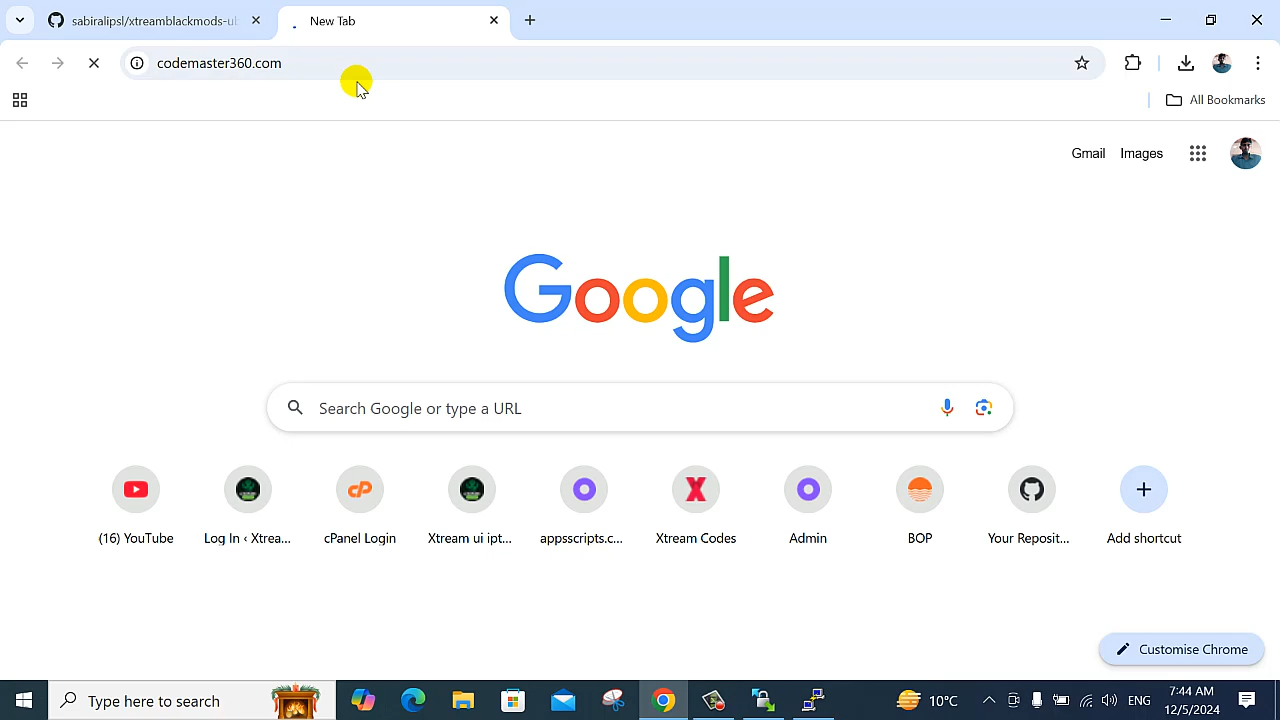 sabiralipsl/xtreamblackmods-ub
New Tab
codemaster360.com
All Bookmarks
Gmail
Images
Google
Search Google or type a URL
(16) YouTube
Log In ‹ Xtrea...
cPanel Login
Xtream ui ipt...
appsscripts.c...
Xtream Codes
Admin
BOP
Your Reposit...
Add shortcut
Customise Chrome
Type here to search
10°C
ENG
7:44 AM
12/5/2024